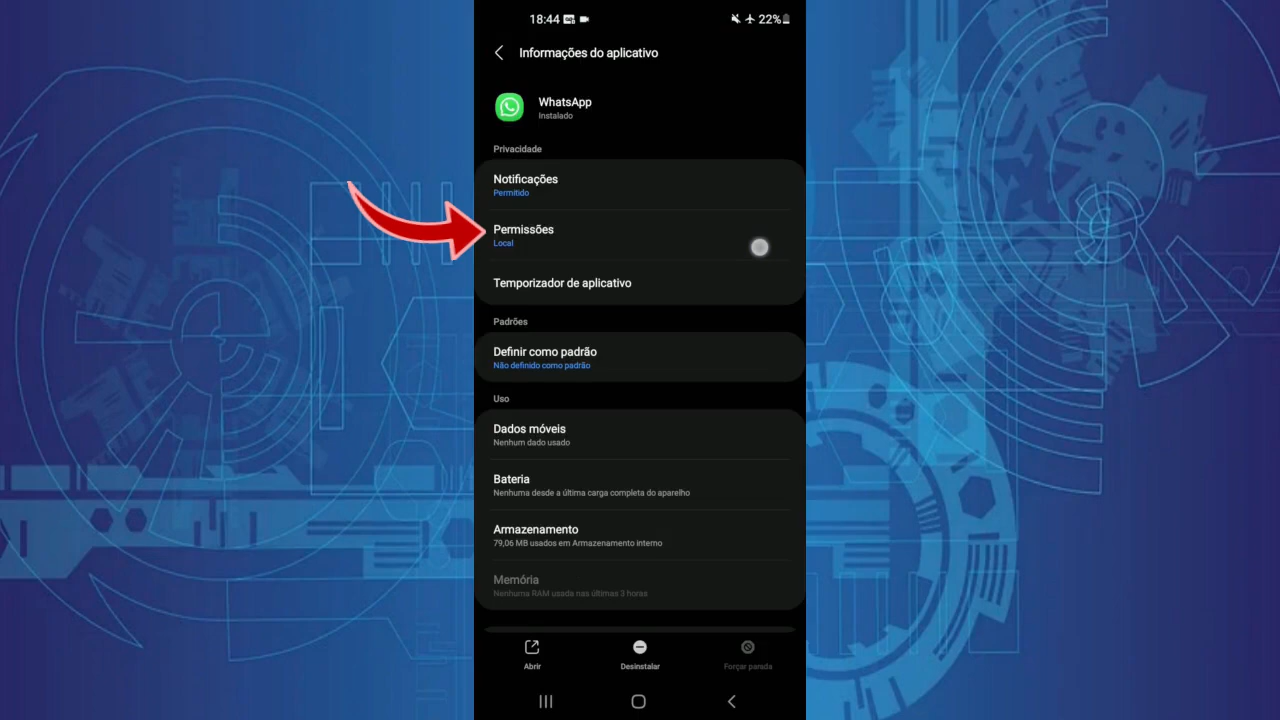 18:44
22%
Informações do aplicativo
WhatsApp
Instalado
Privacidade
Notificações
Permitido
Permissões
Local
Temporizador de aplicativo
Padrões
Definir como padrão
Não definido como padrão
Uso
Dados móveis
Nenhum dado usado
Bateria
Nenhuma desde a última carga completa do aparelho
Armazenamento
79,06 MB usados em Armazenamento interno
Memória
Nenhuma RAM usada nas últimas 3 horas
Abrir
Desinstalar
Forçar parada